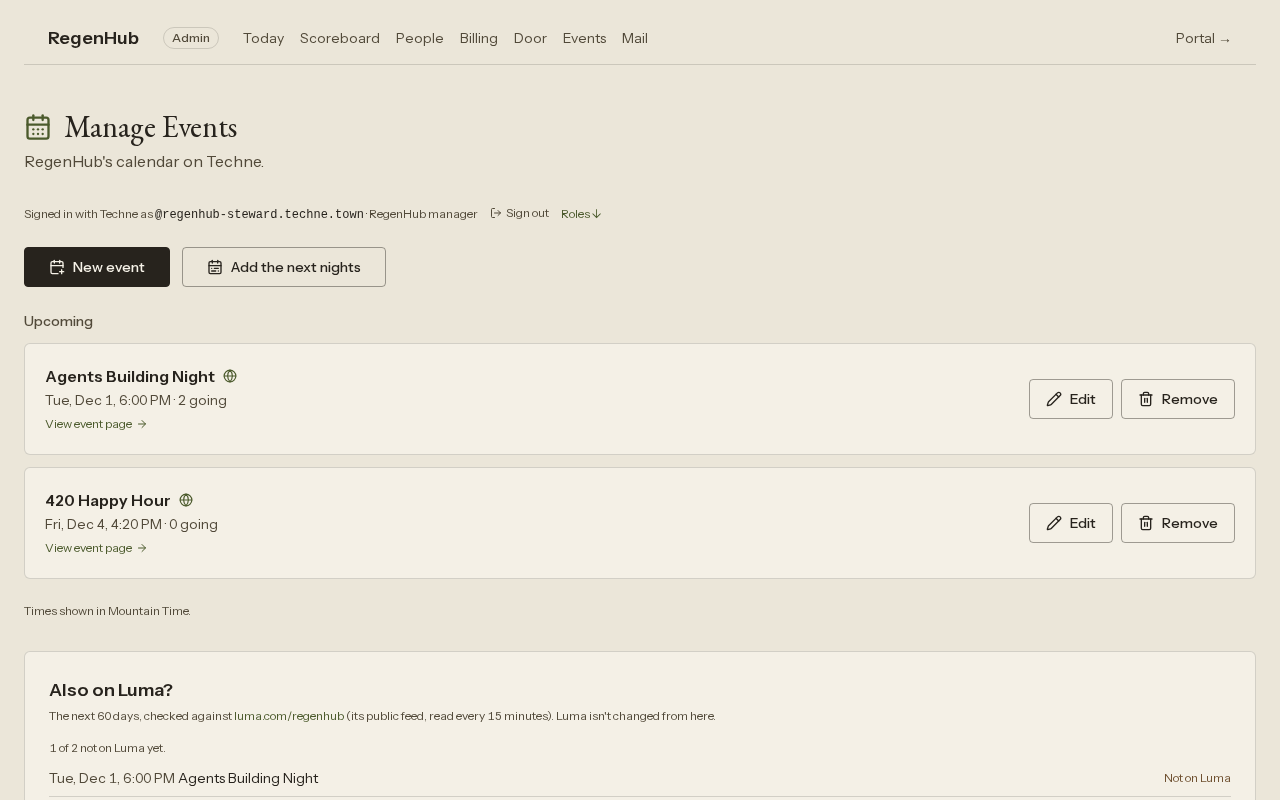 RegenHub Admin Today Scoreboard People Billing Door Events Mail Portal →
Manage Events
RegenHub's calendar on Techne.
Signed in with Techne as @regenhub-steward.techne.town · RegenHub manager Sign out Roles ↓
New event Add the next nights
Upcoming
Agents Building Night
Tue, Dec 1, 6:00 PM · 2 going
View event page →
Edit Remove
420 Happy Hour
Fri, Dec 4, 4:20 PM · 0 going
View event page →
Edit Remove
Times shown in Mountain Time.
Also on Luma?
The next 60 days, checked against luma.com/regenhub (its public feed, read every 15 minutes). Luma isn't changed from here.
1 of 2 not on Luma yet.
Tue, Dec 1, 6:00 PM Agents Building Night Not on Luma